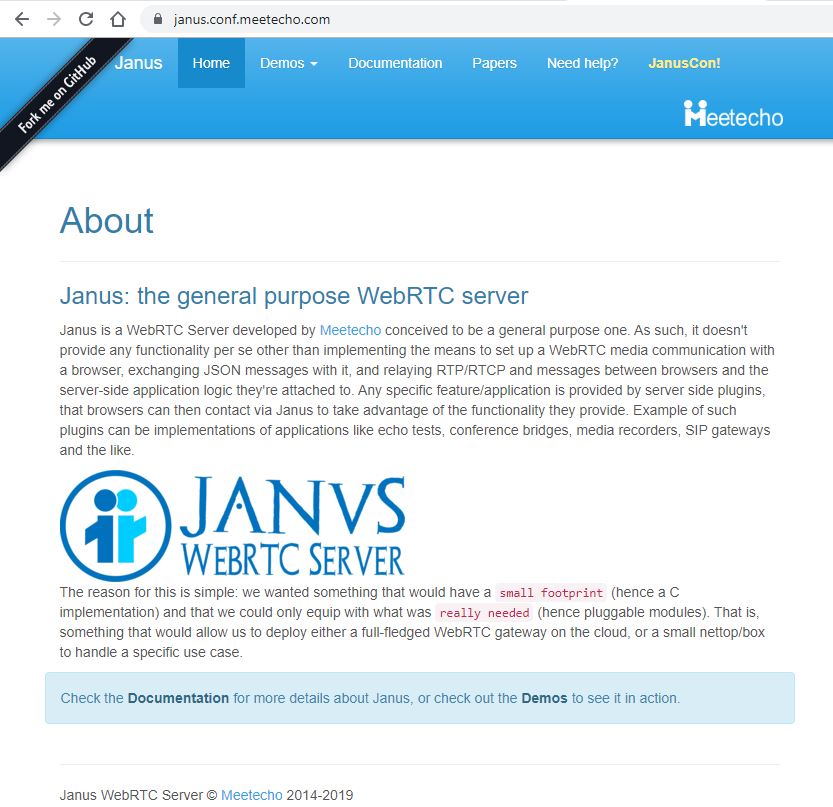 janus.conf.meetecho.com
Fork me on GitHub
Janus Home Demos Documentation Papers Need help? JanusCon!
Meetecho
About
Janus: the general purpose WebRTC server
Janus is a WebRTC Server developed by Meetecho conceived to be a general purpose one. As such, it doesn't
provide any functionality per se other than implementing the means to set up a WebRTC media communication with
a browser, exchanging JSON messages with it, and relaying RTP/RTCP and messages between browsers and the
server-side application logic they're attached to. Any specific feature/application is provided by server side plugins,
that browsers can then contact via Janus to take advantage of the functionality they provide. Example of such
plugins can be implementations of applications like echo tests, conference bridges, media recorders, SIP gateways
and the like.
JANVS
WEBRTC SERVER
The reason for this is simple: we wanted something that would have a small footprint (hence a C
implementation) and that we could only equip with what was really needed (hence pluggable modules). That is,
something that would allow us to deploy either a full-fledged WebRTC gateway on the cloud, or a small nettop/box
to handle a specific use case.
Check the Documentation for more details about Janus, or check out the Demos to see it in action.
Janus WebRTC Server © Meetecho 2014-2019